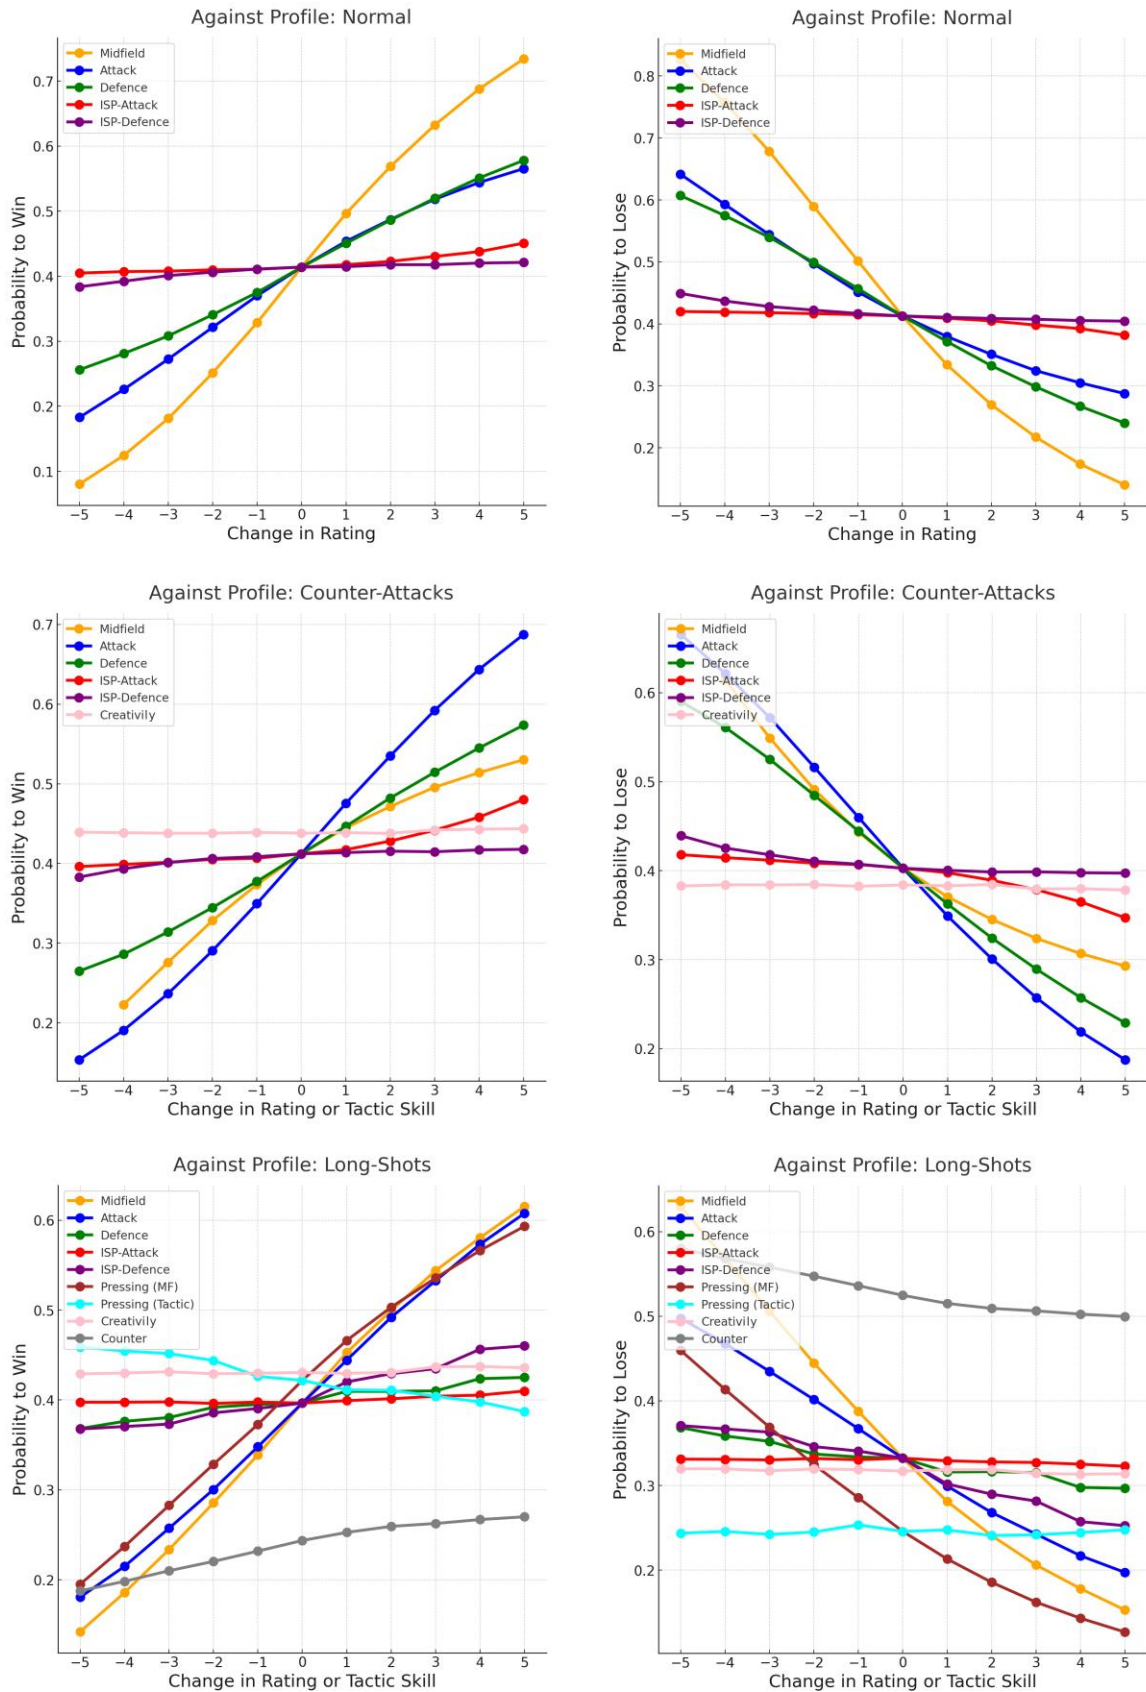 Against Profile: Normal
Against Profile: Normal
Midfield
Attack
Defence
ISP-Attack
ISP-Defence
Probability to Win
0.7
0.6
0.5
0.4
0.3
0.2
0.1
−5 −4 −3 −2 −1 0 1 2 3 4 5
Change in Rating
Midfield
Attack
Defence
ISP-Attack
ISP-Defence
Probability to Lose
0.8
0.7
0.6
0.5
0.4
0.3
0.2
−5 −4 −3 −2 −1 0 1 2 3 4 5
Change in Rating
Against Profile: Counter-Attacks
Against Profile: Counter-Attacks
Midfield
Attack
Defence
ISP-Attack
ISP-Defence
Creativily
Probability to Win
0.7
0.6
0.5
0.4
0.3
0.2
−5 −4 −3 −2 −1 0 1 2 3 4 5
Change in Rating or Tactic Skill
Midfield
Attack
Defence
ISP-Attack
ISP-Defence
Creativily
Probability to Lose
0.6
0.5
0.4
0.3
0.2
−5 −4 −3 −2 −1 0 1 2 3 4 5
Change in Rating or Tactic Skill
Against Profile: Long-Shots
Against Profile: Long-Shots
Midfield
Attack
Defence
ISP-Attack
ISP-Defence
Pressing (MF)
Pressing (Tactic)
Creativily
Counter
Probability to Win
0.6
0.5
0.4
0.3
0.2
−5 −4 −3 −2 −1 0 1 2 3 4 5
Change in Rating or Tactic Skill
Midfield
Attack
Defence
ISP-Attack
ISP-Defence
Pressing (MF)
Pressing (Tactic)
Creativily
Counter
Probability to Lose
0.6
0.5
0.4
0.3
0.2
−5 −4 −3 −2 −1 0 1 2 3 4 5
Change in Rating or Tactic Skill